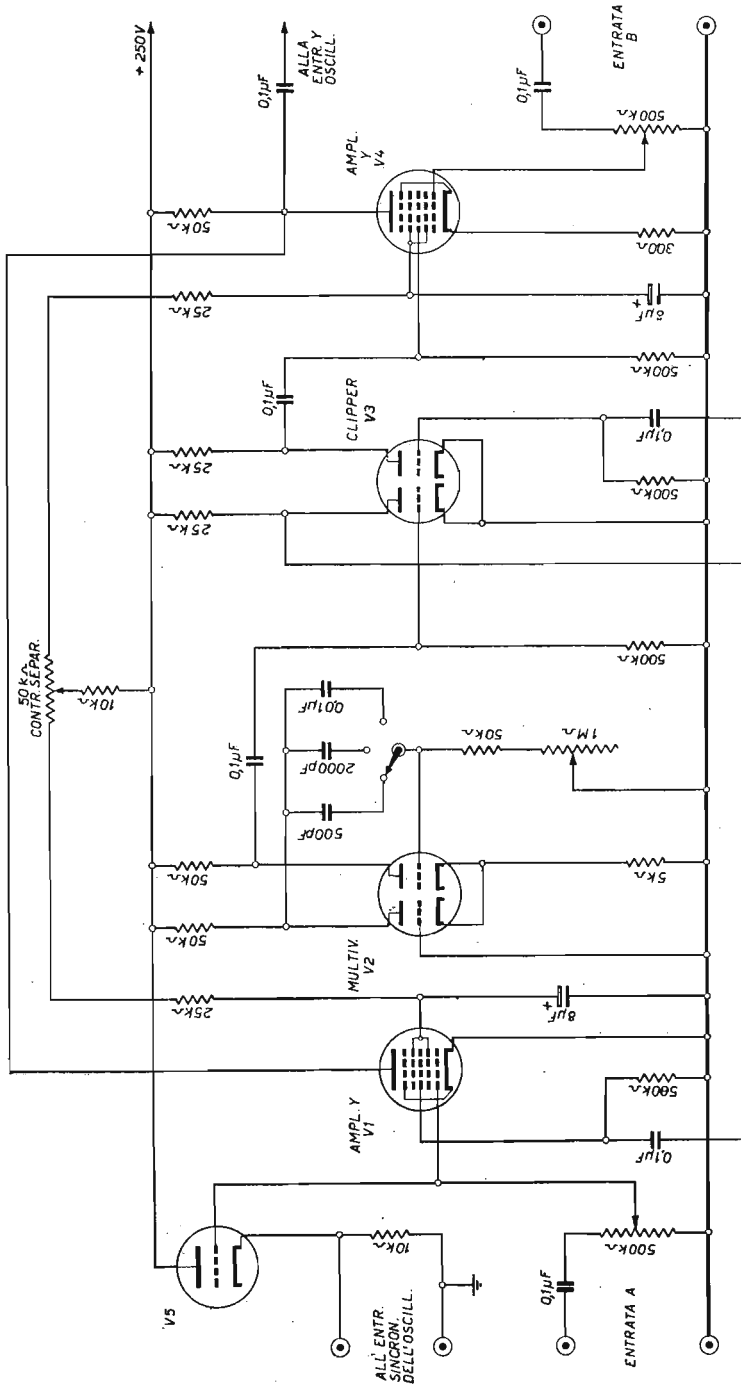 +250V
50kΩ
CONTR. SEPAR.
10kΩ
0,1µF
ALLA
ENTR. Y
OSCILL.
25kΩ
50kΩ
50kΩ
25kΩ
25kΩ
25kΩ
50kΩ
0,1µF
0,1µF
V5
AMPL. Y
V1
MULTIV.
V2
500pF
2000pF
0,01µF
CLIPPER
V3
AMPL.
Y
V4
ALL'ENTR.
SINCRON.
DELL'OSCILL.
10kΩ
0,1µF
ENTRATA A
500kΩ
0,1µF
500kΩ
8µF
+
5kΩ
50kΩ
1MΩ
500kΩ
500kΩ
0,1µF
500kΩ
8µF
+
300Ω
500kΩ
0,1µF
ENTRATA
B